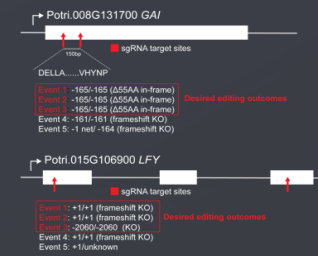 Potri.008G131700 GAI
150bp
sgRNA target sites
DELLA......VHYNP
Event 1: -165/-165 (Δ55AA in-frame)
Event 2: -165/-165 (Δ55AA in-frame)
Desired editing outcomes
Event 3: -165/-165 (Δ55AA in-frame)
Event 4: -161/-161 (frameshift KO)
Event 5: -1 net/ -164 (frameshift KO)
Potri.015G106900 LFY
sgRNA target sites
Event 1: +1/+1 (frameshift KO)
Event 2: +1/+1 (frameshift KO)
Desired editing outcomes
Event 3: -2060/-2060 (KO)
Event 4: +1/+1 (frameshift KO)
Event 5: +1/unknown